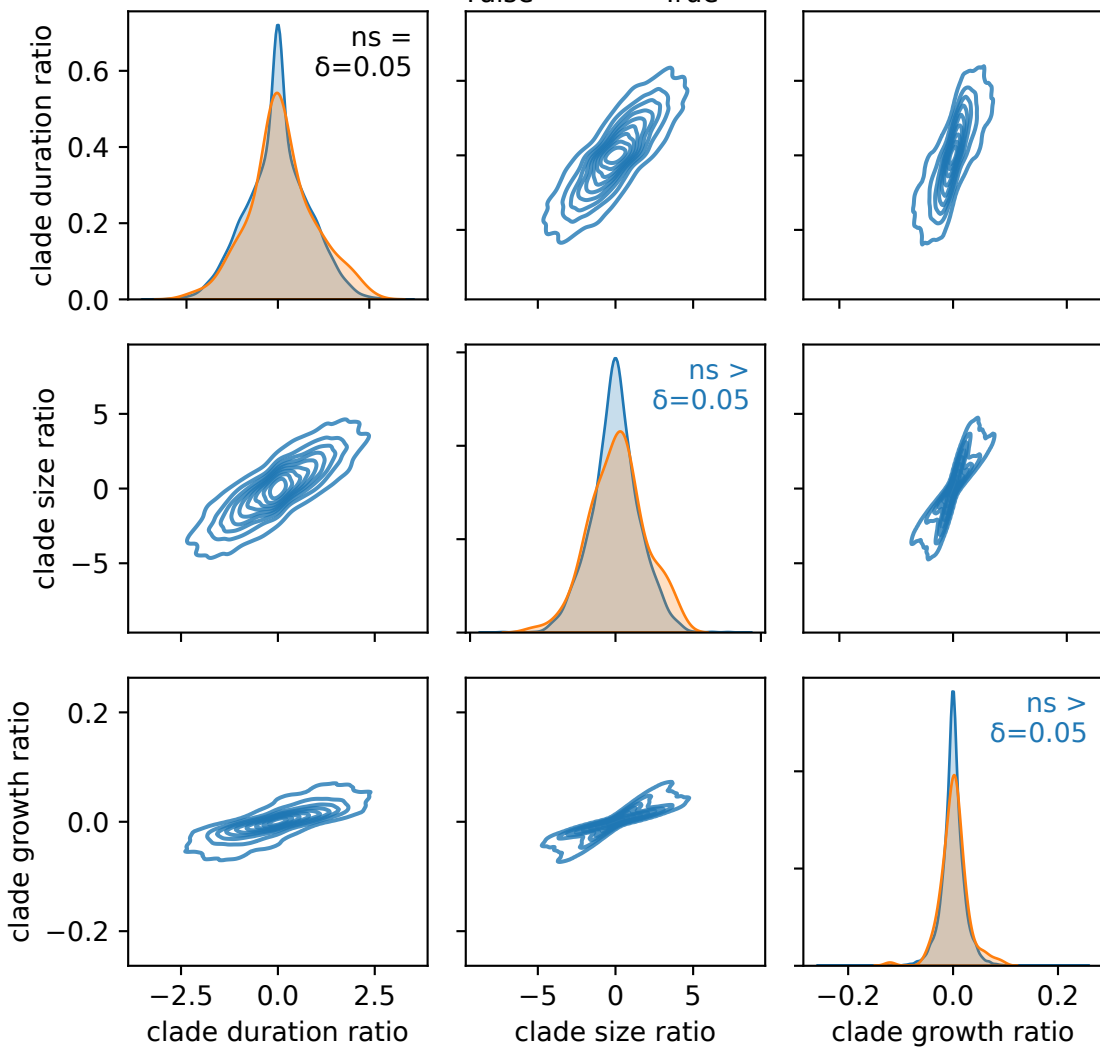 clade duration ratio
0.6
0.4
0.2
0.0
ns =
δ=0.05
clade size ratio
5
0
−5
ns >
δ=0.05
clade growth ratio
0.2
0.0
−0.2
ns >
δ=0.05
−2.5 0.0 2.5
−5 0 5
−0.2 0.0 0.2
clade duration ratio
clade size ratio
clade growth ratio